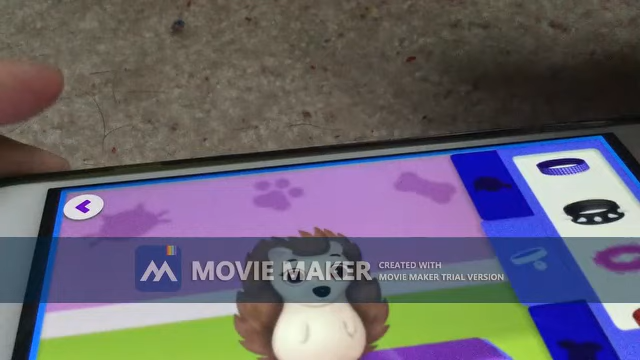 MOVIE MAKER
CREATED WITH
MOVIE MAKER TRIAL VERSION